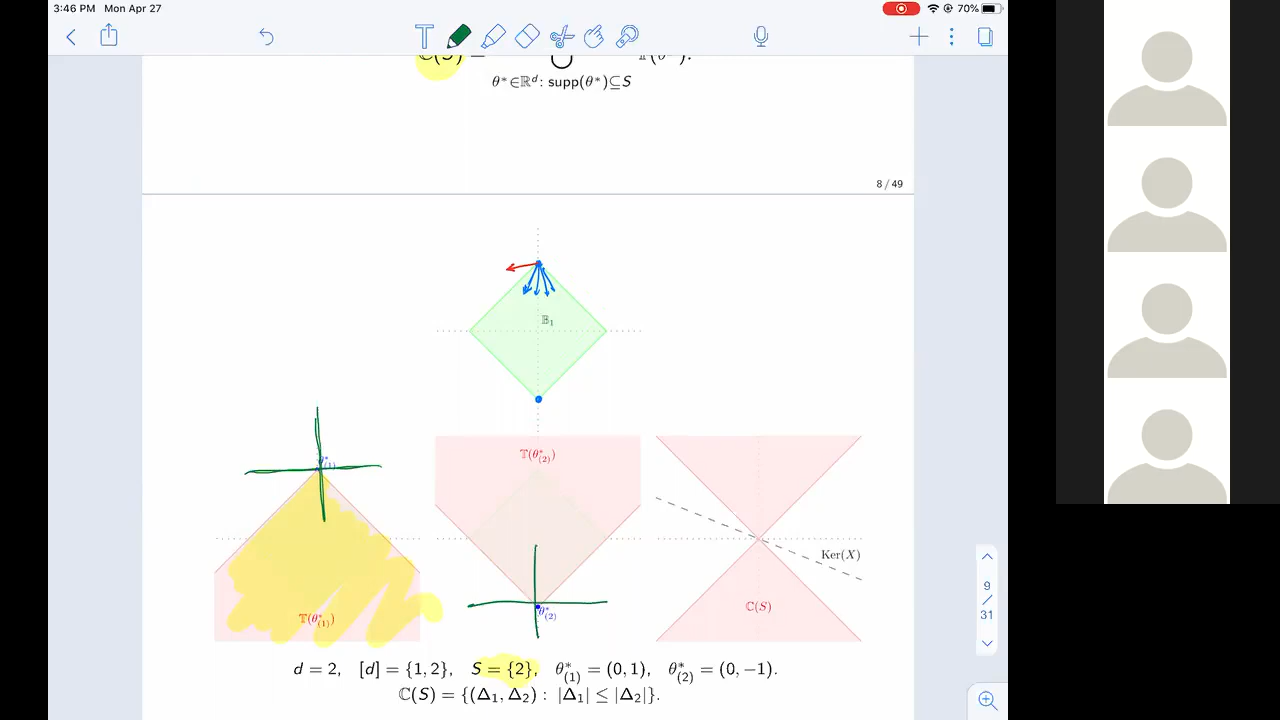 3:46 PM Mon Apr 27
70%
T
ℂ(S) = ⋃ 𝕋(θ*).
θ*∈ℝᵈ: supp(θ*)⊆S
8 / 49
𝔹₁
θ*₍₁₎
𝕋(θ*₍₂₎)
Ker(X)
9
/
31
𝕋(θ*₍₁₎)
θ*₍₂₎
ℂ(S)
d = 2, [d] = {1, 2}, S = {2}, θ*₍₁₎ = (0, 1), θ*₍₂₎ = (0, −1).
ℂ(S) = {(Δ₁, Δ₂) : |Δ₁| ≤ |Δ₂|}.